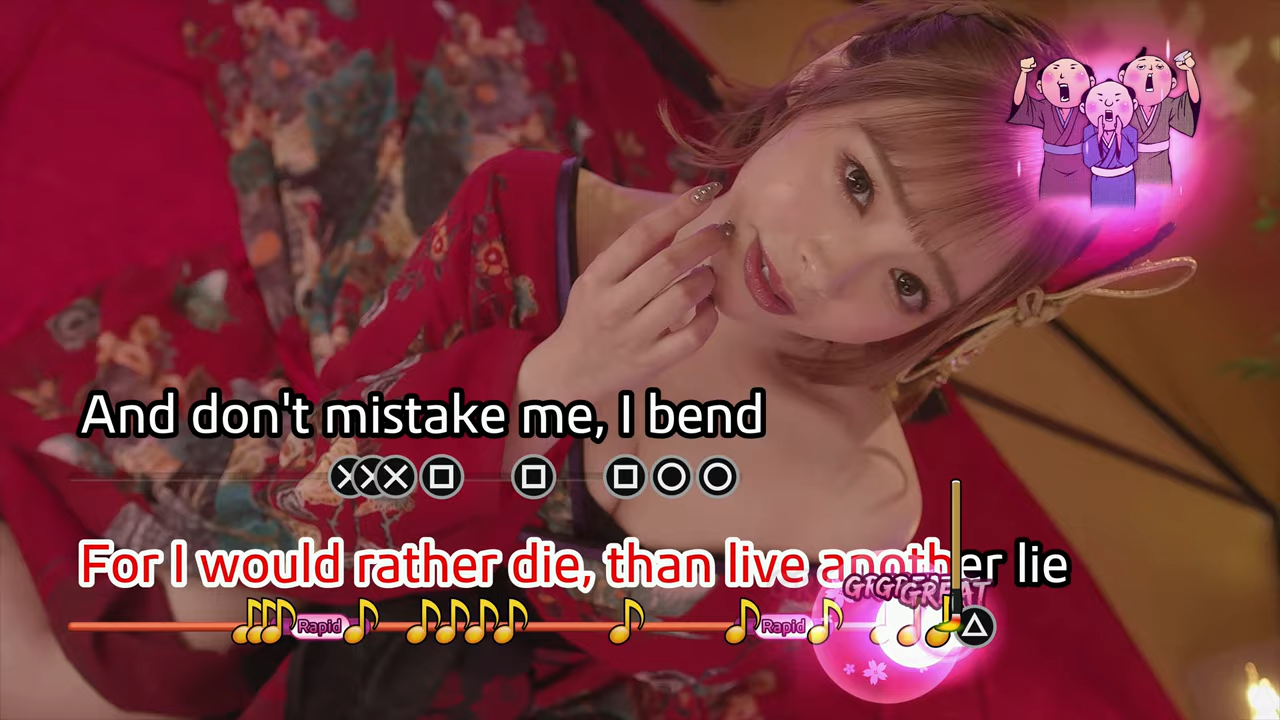 And don't mistake me, I bend
For I would rather die, than live another lie
Rapid Rapid
GREAT